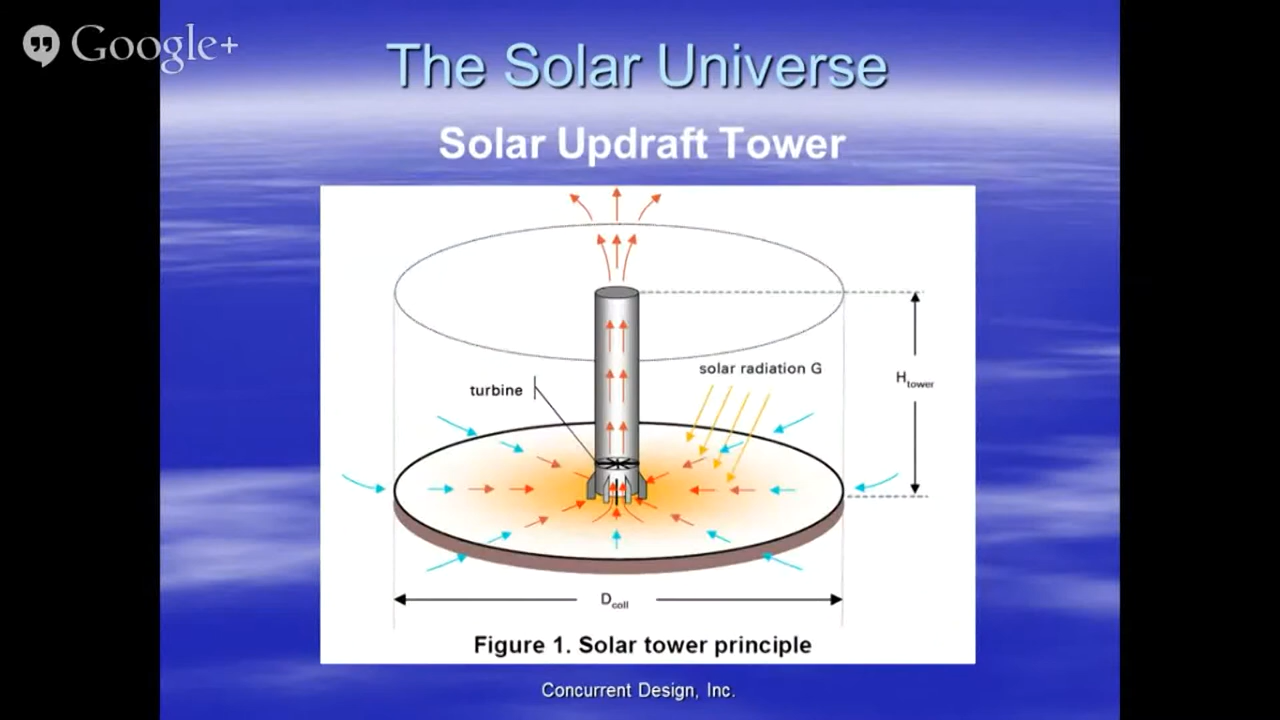 Google+
The Solar Universe
Solar Updraft Tower
solar radiation G
turbine
Htower
Dcoll
Figure 1. Solar tower principle
Concurrent Design, Inc.